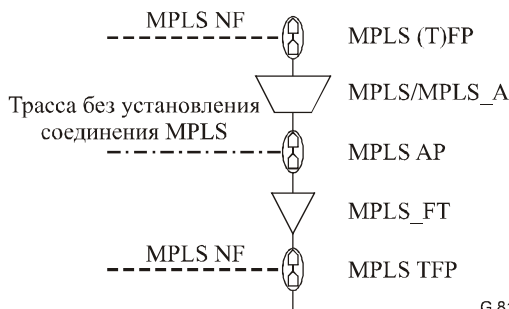 MPLS NF
MPLS (T)FP
MPLS/MPLS_A
Трасса без установления
соединения MPLS
MPLS AP
MPLS_FT
MPLS NF
MPLS TFP